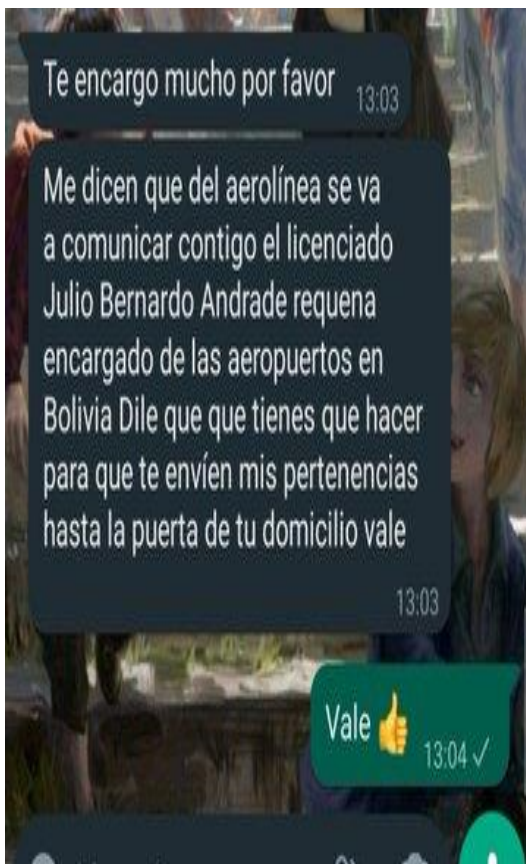 Te encargo mucho por favor
13:03
Me dicen que del aerolínea se va
a comunicar contigo el licenciado
Julio Bernardo Andrade requena
encargado de las aeropuertos en
Bolivia Dile que que tienes que hacer
para que te envíen mis pertenencias
hasta la puerta de tu domicilio vale
13:03
Vale 👍
13:04 ✓